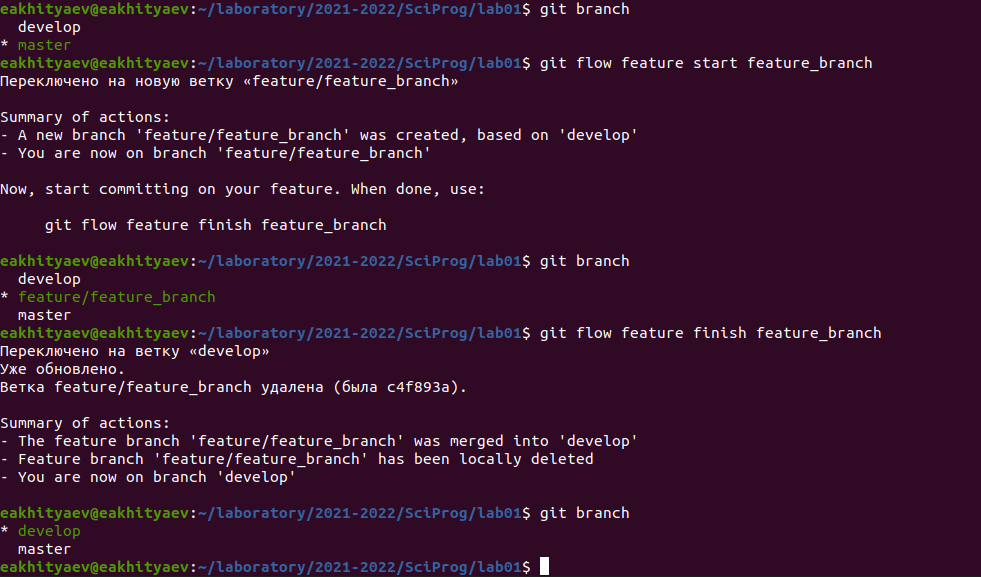 eakhityaev@eakhityaev:~/laboratory/2021-2022/SciProg/lab01$ git branch
  develop
* master
eakhityaev@eakhityaev:~/laboratory/2021-2022/SciProg/lab01$ git flow feature start feature_branch
Переключено на новую ветку «feature/feature_branch»

Summary of actions:
- A new branch 'feature/feature_branch' was created, based on 'develop'
- You are now on branch 'feature/feature_branch'

Now, start committing on your feature. When done, use:

     git flow feature finish feature_branch

eakhityaev@eakhityaev:~/laboratory/2021-2022/SciProg/lab01$ git branch
  develop
* feature/feature_branch
  master
eakhityaev@eakhityaev:~/laboratory/2021-2022/SciProg/lab01$ git flow feature finish feature_branch
Переключено на ветку «develop»
Уже обновлено.
Ветка feature/feature_branch удалена (была c4f893a).

Summary of actions:
- The feature branch 'feature/feature_branch' was merged into 'develop'
- Feature branch 'feature/feature_branch' has been locally deleted
- You are now on branch 'develop'

eakhityaev@eakhityaev:~/laboratory/2021-2022/SciProg/lab01$ git branch
* develop
  master
eakhityaev@eakhityaev:~/laboratory/2021-2022/SciProg/lab01$